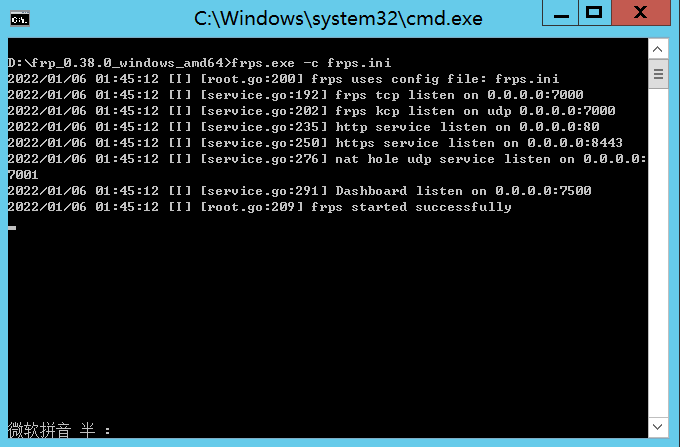 C:\Windows\system32\cmd.exe
D:\frp_0.38.0_windows_amd64>frps.exe -c frps.ini
2022/01/06 01:45:12 [I] [root.go:200] frps uses config file: frps.ini
2022/01/06 01:45:12 [I] [service.go:192] frps tcp listen on 0.0.0.0:7000
2022/01/06 01:45:12 [I] [service.go:202] frps kcp listen on udp 0.0.0.0:7000
2022/01/06 01:45:12 [I] [service.go:235] http service listen on 0.0.0.0:80
2022/01/06 01:45:12 [I] [service.go:250] https service listen on 0.0.0.0:8443
2022/01/06 01:45:12 [I] [service.go:276] nat hole udp service listen on 0.0.0.0:
7001
2022/01/06 01:45:12 [I] [service.go:291] Dashboard listen on 0.0.0.0:7500
2022/01/06 01:45:12 [I] [root.go:209] frps started successfully
微软拼音 半 :